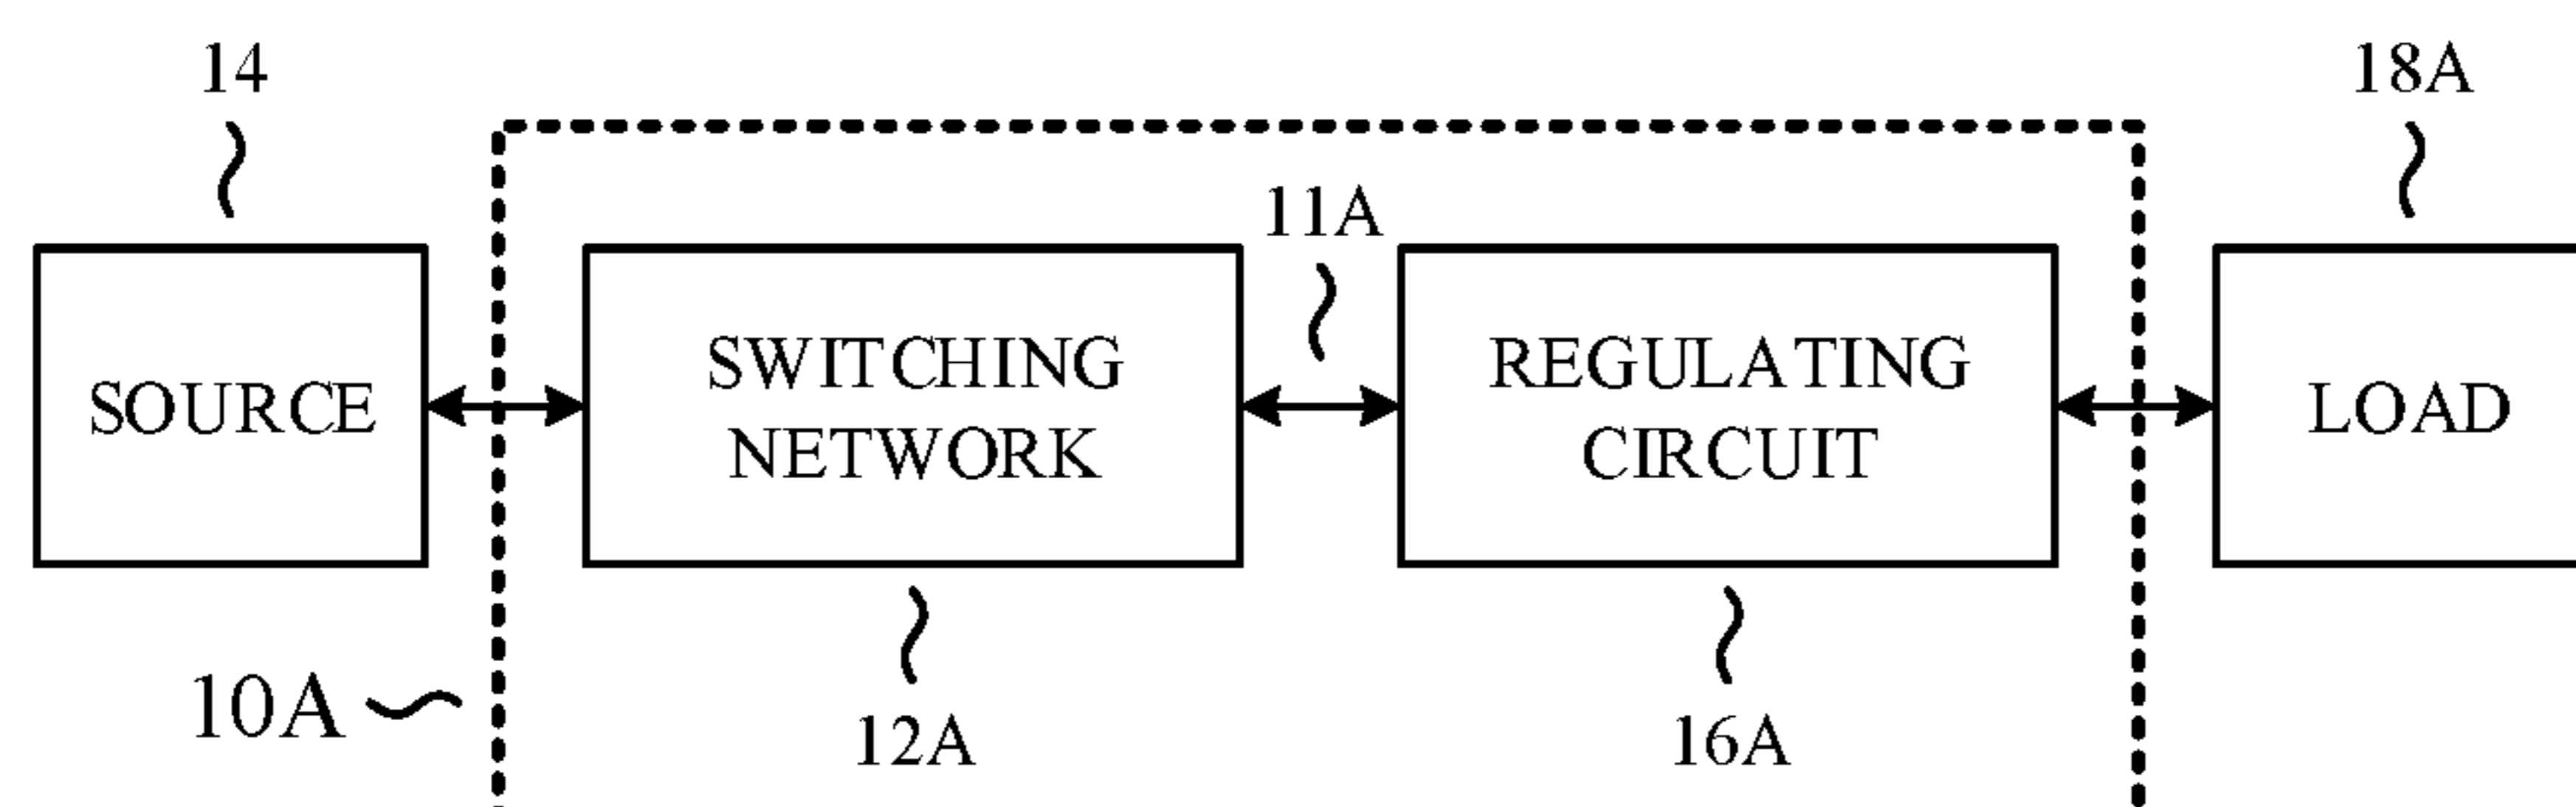 14
18A
11A
SOURCE
SWITCHING
NETWORK
REGULATING
CIRCUIT
LOAD
10A
12A
16A